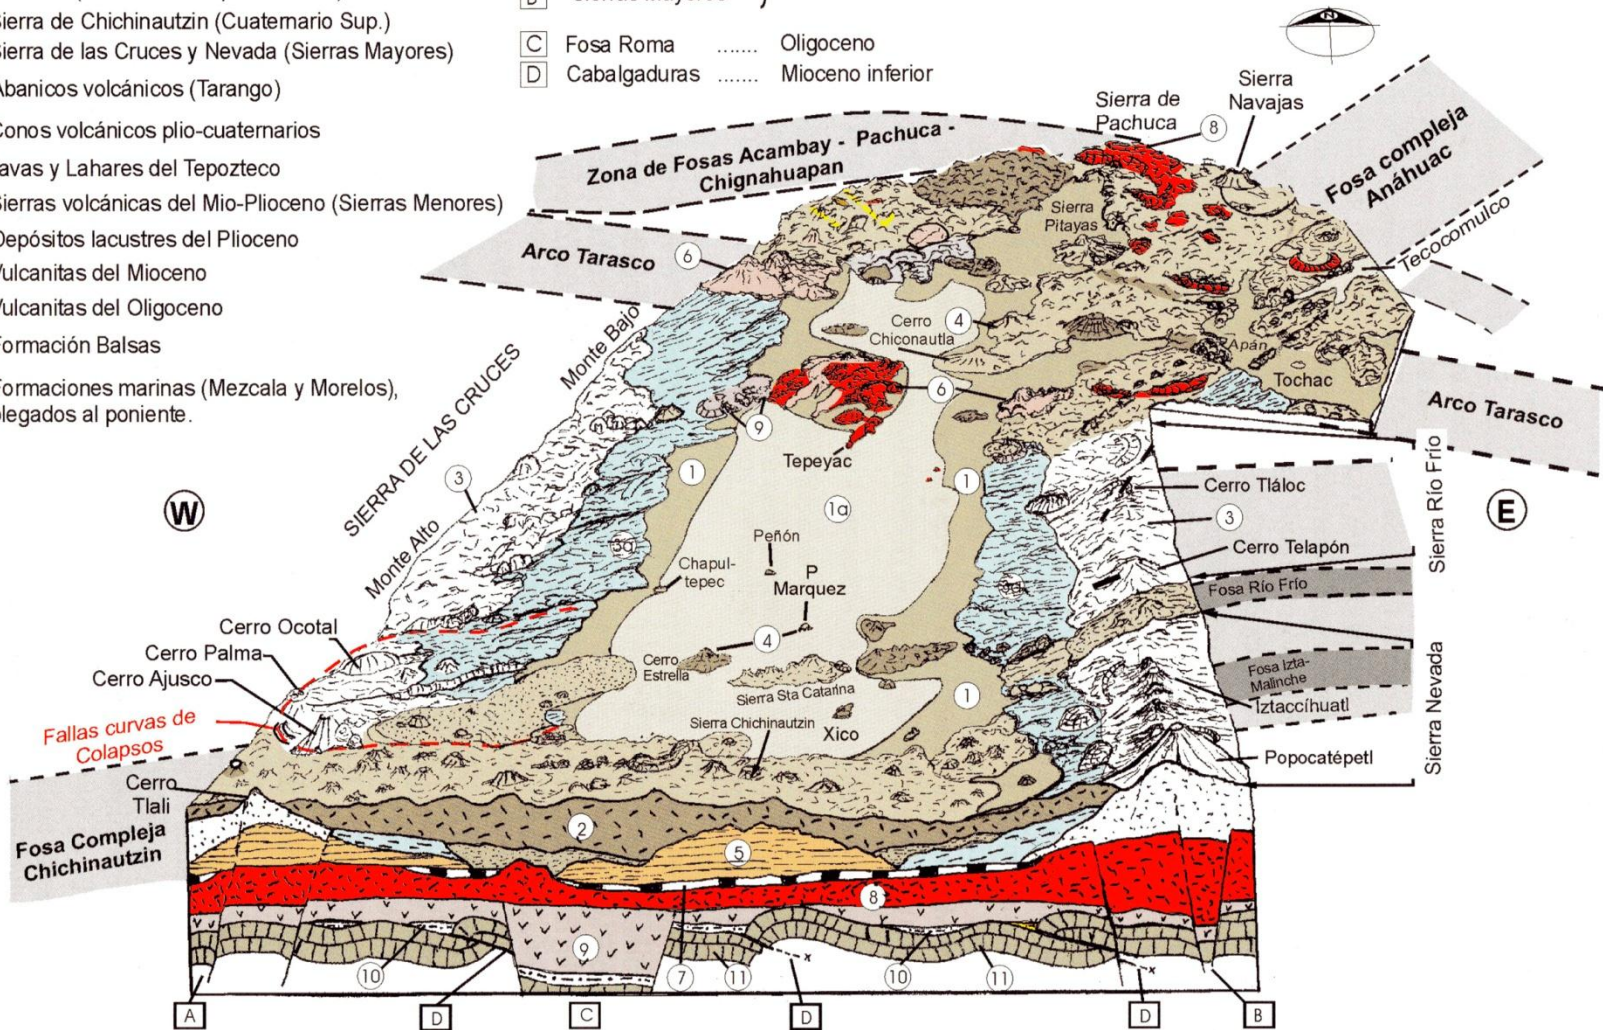 Sierra de Chichinautzin (Cuaternario Sup.)
Sierra de las Cruces y Nevada (Sierras Mayores)
Abanicos volcánicos (Tarango)
Conos volcánicos plio-cuaternarios
Lavas y Lahares del Tepozteco
Sierras volcánicas del Mio-Plioceno (Sierras Menores)
Depósitos lacustres del Plioceno
Vulcanitas del Mioceno
Vulcanitas del Oligoceno
Formación Balsas
Formaciones marinas (Mezcala y Morelos),
plegados al poniente.
C Fosa Roma ....... Oligoceno
D Cabalgaduras ....... Mioceno inferior
N
Sierra
Navajas
Sierra de
Pachuca
8
Zona de Fosas Acambay - Pachuca -
Chignahuapan
Fosa compleja
Anáhuac
Tecocomulco
Sierra
Pitayas
Arco Tarasco
6
Cerro
Chiconautla
4
Apán
Tochac
Arco Tarasco
Monte Bajo
SIERRA DE LAS CRUCES
6
9
Tepeyac
3
1
1
W
1a
Cerro Tláloc
3
E
Sierra Río Frío
Monte Alto
3a
Peñón
Cerro Telapón
Chapul-
tepec
P
Marquez
3a
Fosa Río Frío
Cerro Ocotal
4
Cerro Palma
Cerro
Estrella
Cerro Ajusco
Sierra Sta Catarina
1
Fosa Izta-
Malinche
Iztaccíhuatl
Sierra Nevada
Fallas curvas de
Colapsos
Sierra Chichinautzin
Xico
Popocatépetl
Cerro
Tlali
Fosa Compleja
Chichinautzin
2
5
8
9
10
7
11
10
11
A
D
C
D
D
B